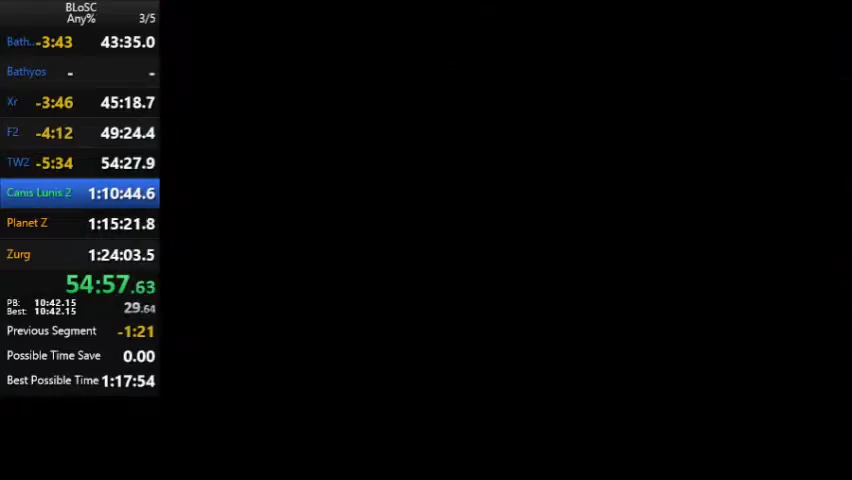 BLoSC
Any% 3/5
Bath... -3:43 43:35.0
Bathyos - -
Xr -3:46 45:18.7
F2 -4:12 49:24.4
TW2 -5:34 54:27.9
Canis Lunis 2 1:10:44.6
Planet Z 1:15:21.8
Zurg 1:24:03.5
54:57.63
PB: 10:42.15
Best: 10:42.15 29.64
Previous Segment -1:21
Possible Time Save 0.00
Best Possible Time 1:17:54